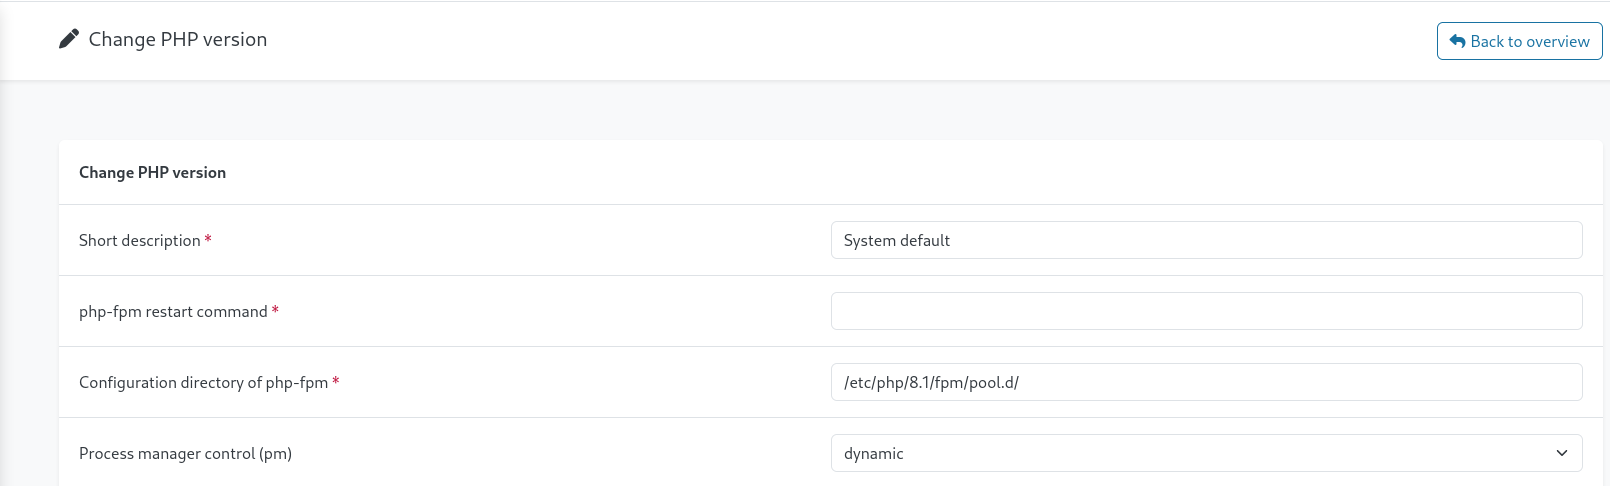 Change PHP version
Back to overview
Change PHP version
Short description *
System default
php-fpm restart command *
Configuration directory of php-fpm *
/etc/php/8.1/fpm/pool.d/
Process manager control (pm)
dynamic